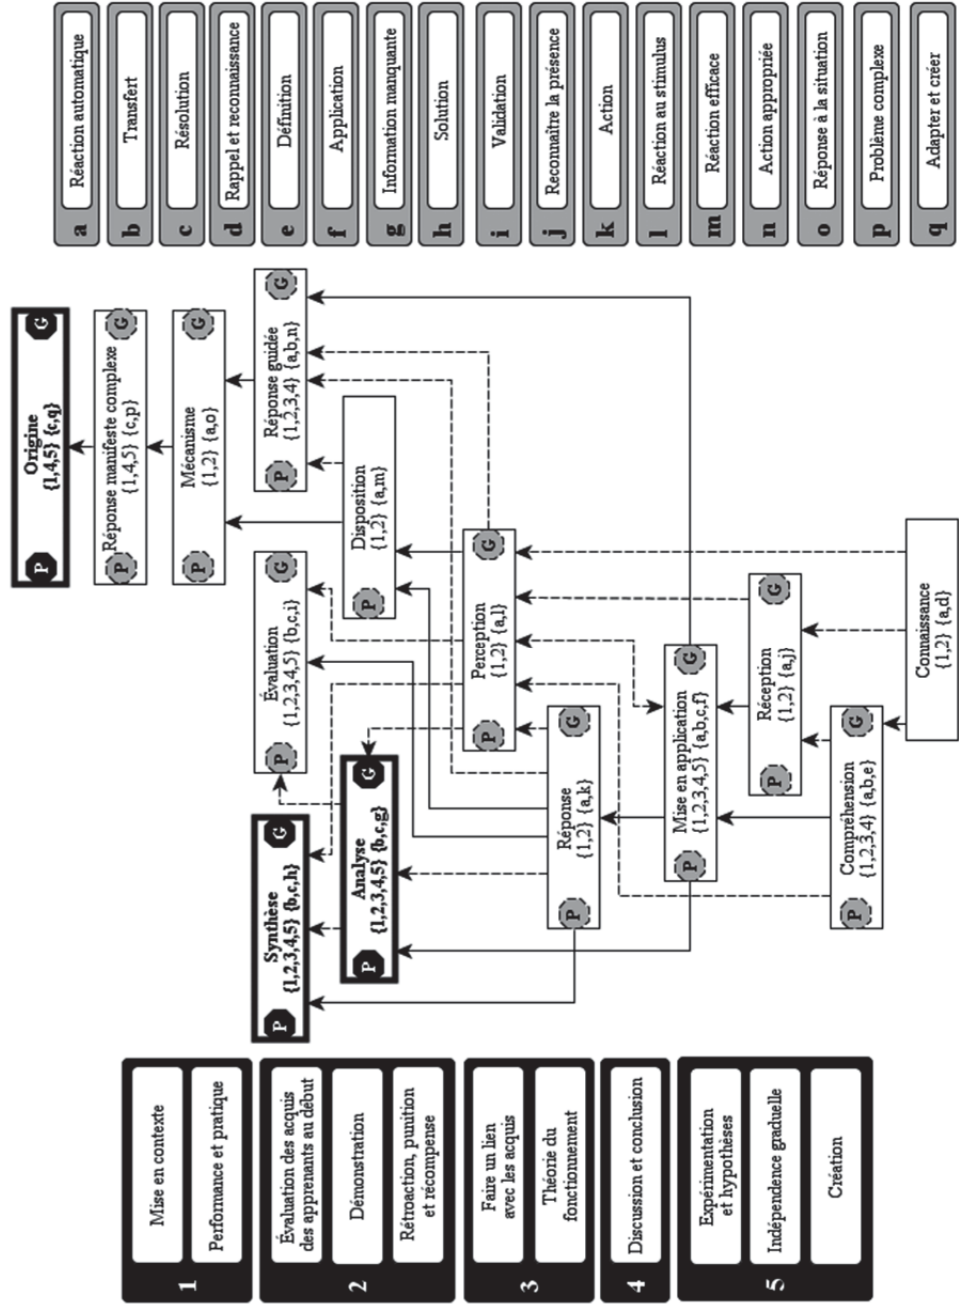 1
Mise en contexte
Performance et pratique
2
Évaluation des acquis
des apprenants au début
Démonstration
Rétroaction, punition
et récompense
3
Faire un lien
avec les acquis
Théorie du
fonctionnement
4
Discussion et conclusion
5
Expérimentation
et hypothèses
Indépendance graduelle
Création
P
Origine
{1,4,5} {c,q}
G
P
Réponse manifeste complexe
{1,4,5} {c,p}
G
P
Mécanisme
{1,2} {a,o}
G
P
Synthèse
{1,2,3,4,5} {b,c,h}
G
P
Évaluation
{1,2,3,4,5} {b,c,i}
G
P
Réponse guidée
{1,2,3,4} {a,b,n}
G
P
Analyse
{1,2,3,4,5} {b,c,g}
G
P
Disposition
{1,2} {a,m}
P
Perception
{1,2} {a,l}
G
P
Réponse
{1,2} {a,k}
G
P
Mise en application
{1,2,3,4,5} {a,b,c,f}
G
P
Réception
{1,2} {a,j}
G
P
Compréhension
{1,2,3,4} {a,b,e}
G
Connaissance
{1,2} {a,d}
a Réaction automatique
b Transfert
c Résolution
d Rappel et reconnaissance
e Définition
f Application
g Information manquante
h Solution
i Validation
j Reconnaître la présence
k Action
l Réaction au stimulus
m Réaction efficace
n Action appropriée
o Réponse à la situation
p Problème complexe
q Adapter et créer